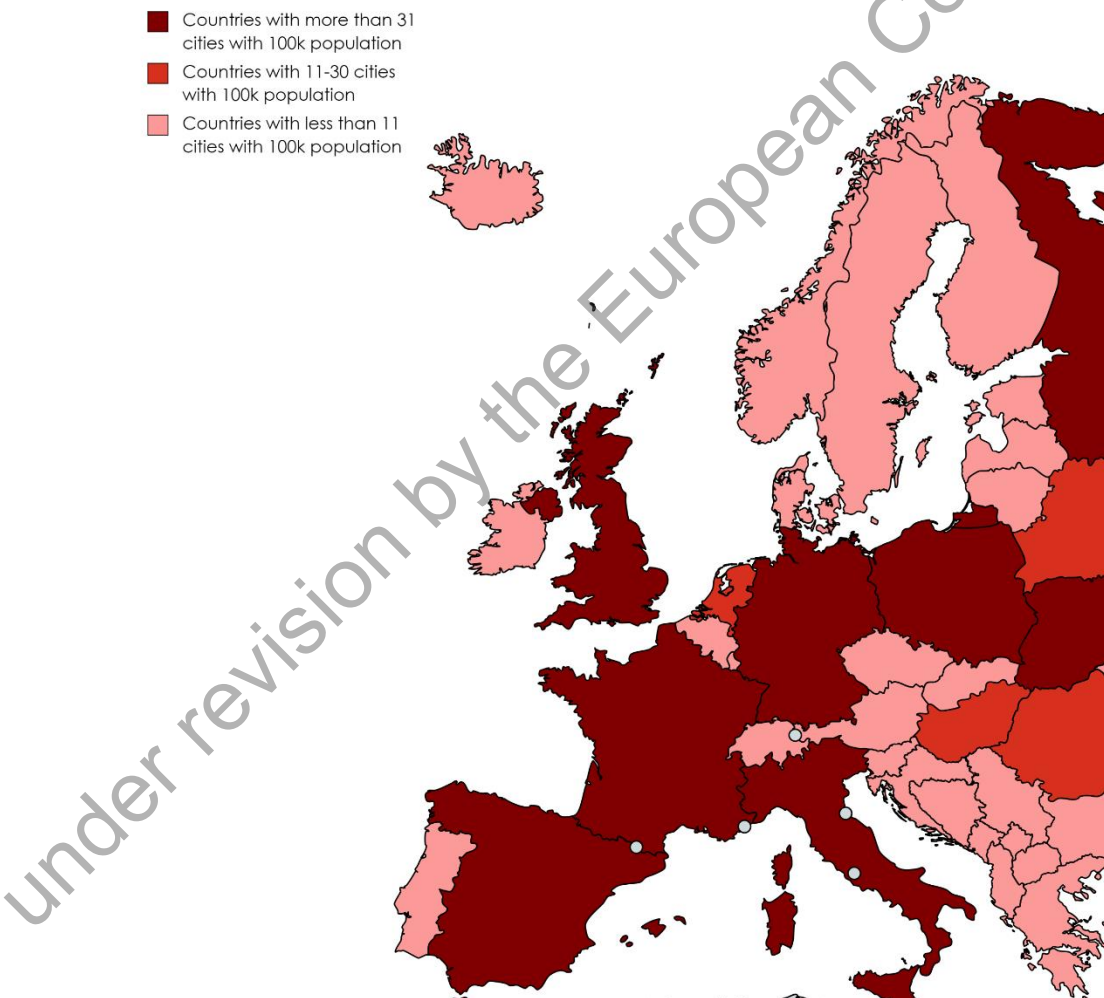 Countries with more than 31
cities with 100k population
Countries with 11-30 cities
with 100k population
Countries with less than 11
cities with 100k population
under revision by the European Co